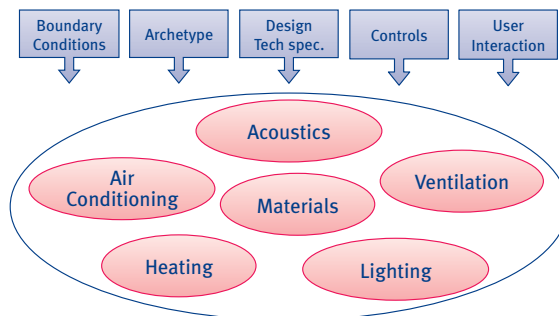 Boundary
Conditions
Archetype
Design
Tech spec.
Controls
User
Interaction
Acoustics
Air
Conditioning
Ventilation
Materials
Heating
Lighting